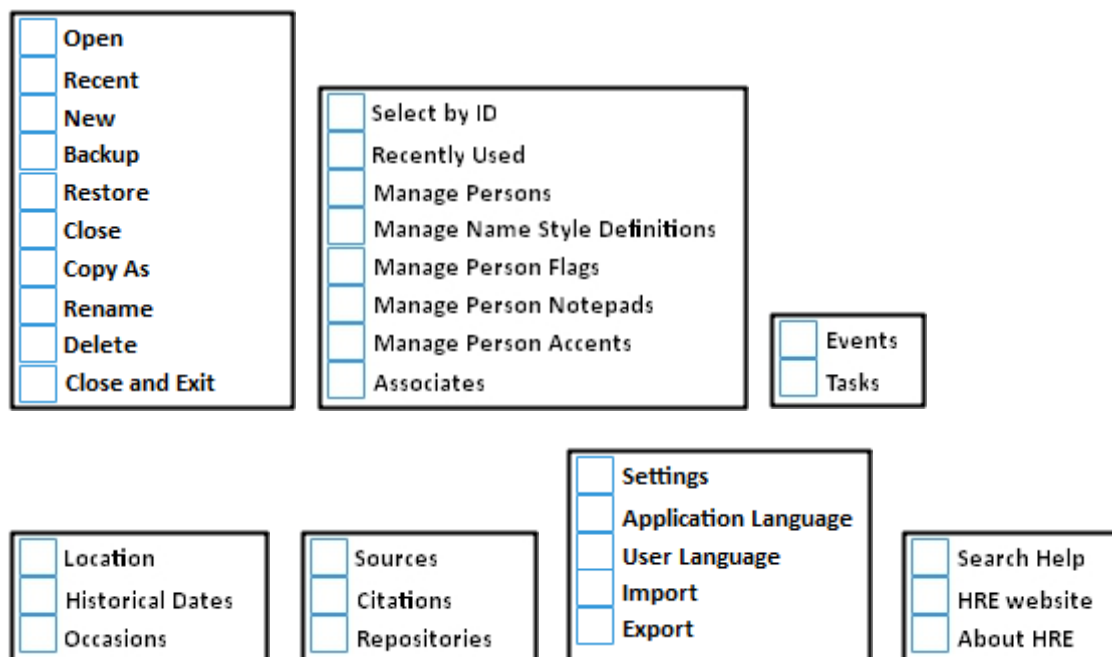 Open
Recent
New
Backup
Restore
Close
Copy As
Rename
Delete
Close and Exit
Select by ID
Recently Used
Manage Persons
Manage Name Style Definitions
Manage Person Flags
Manage Person Notepads
Manage Person Accents
Associates
Events
Tasks
Location
Historical Dates
Occasions
Sources
Citations
Repositories
Settings
Application Language
User Language
Import
Export
Search Help
HRE website
About HRE